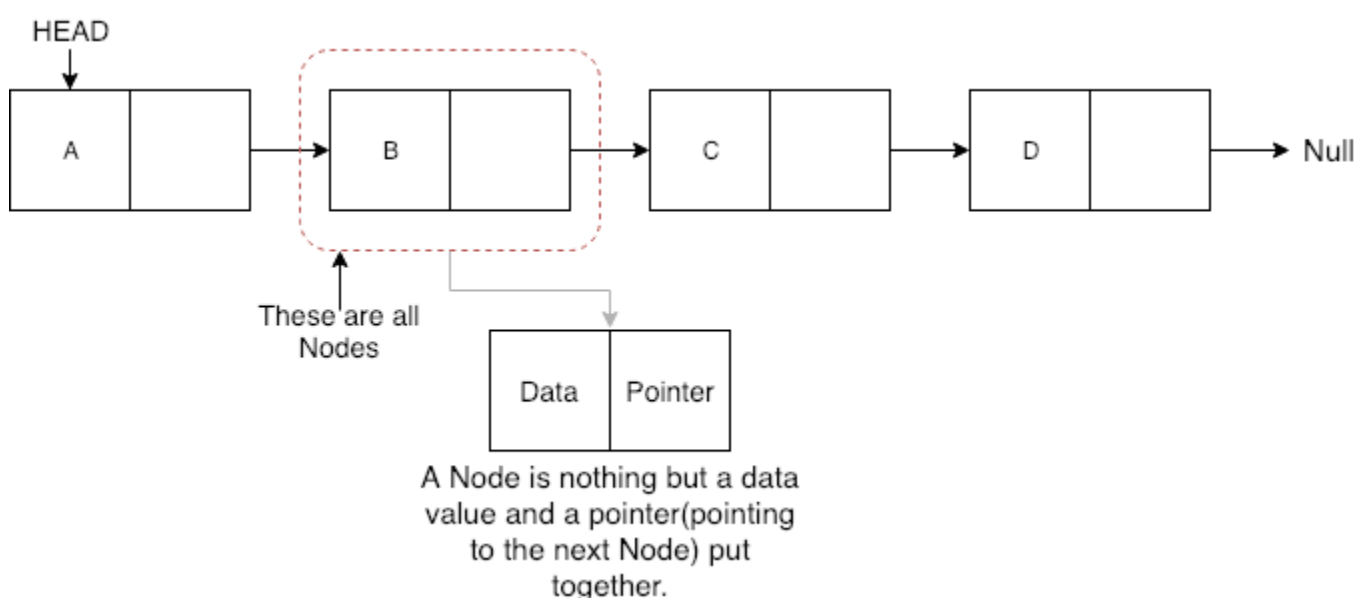 HEAD
A
B
C
D
Null
These are all
Nodes
Data
Pointer
A Node is nothing but a data
value and a pointer(pointing
to the next Node) put
together.